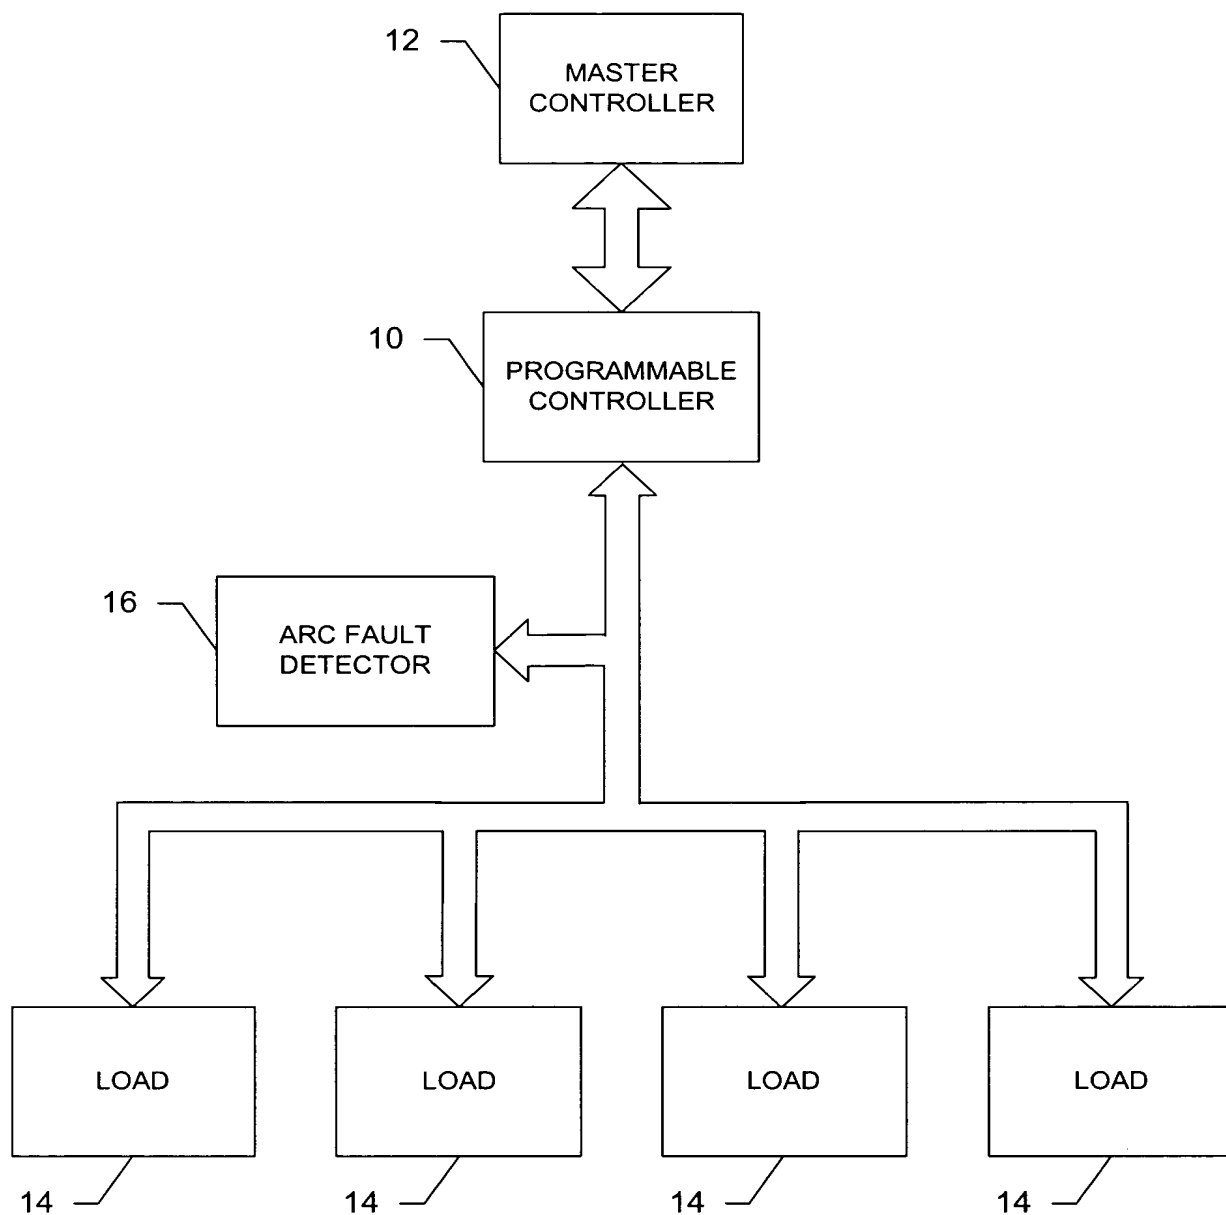 12
MASTER
CONTROLLER
10
PROGRAMMABLE
CONTROLLER
16
ARC FAULT
DETECTOR
LOAD
LOAD
LOAD
LOAD
14
14
14
14